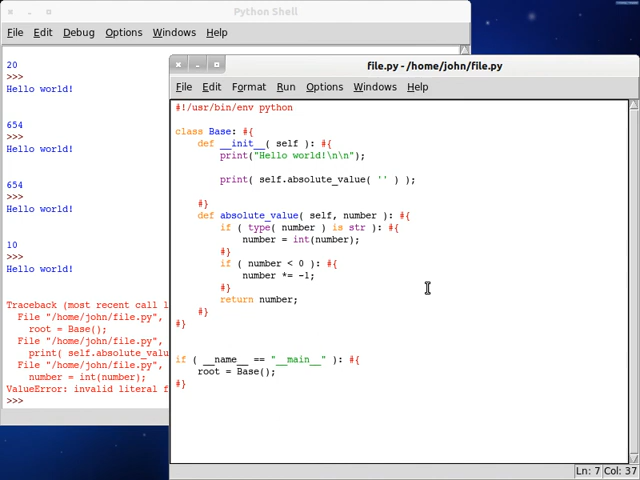 Python Shell
File Edit Debug Options Windows Help
20
>>>
Hello world!
654
>>>
Hello world!
654
>>>
Hello world!
10
>>>
Hello world!
Traceback (most recent call l
File "/home/john/file.py",
root = Base();
File "/home/john/file.py",
print( self.absolute_valu
File "/home/john/file.py",
number = int(number);
ValueError: invalid literal f
>>>
file.py - /home/john/file.py
File Edit Format Run Options Windows Help
#!/usr/bin/env python
class Base: #{
def __init__( self ): #{
print("Hello world!\n\n");
print( self.absolute_value( '' ) );
#}
def absolute_value( self, number ): #{
if ( type( number ) is str ): #{
number = int(number);
#}
if ( number < 0 ): #{
number *= -1;
#}
return number;
#}
#}
if ( __name__ == "__main__" ): #{
root = Base();
#}
Ln: 7 Col: 37